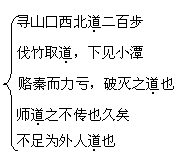 寻山口西北道二百步
伐竹取道，下见小潭
赂秦而力亏，破灭之道也
师道之不传也久矣
不足为外人道也